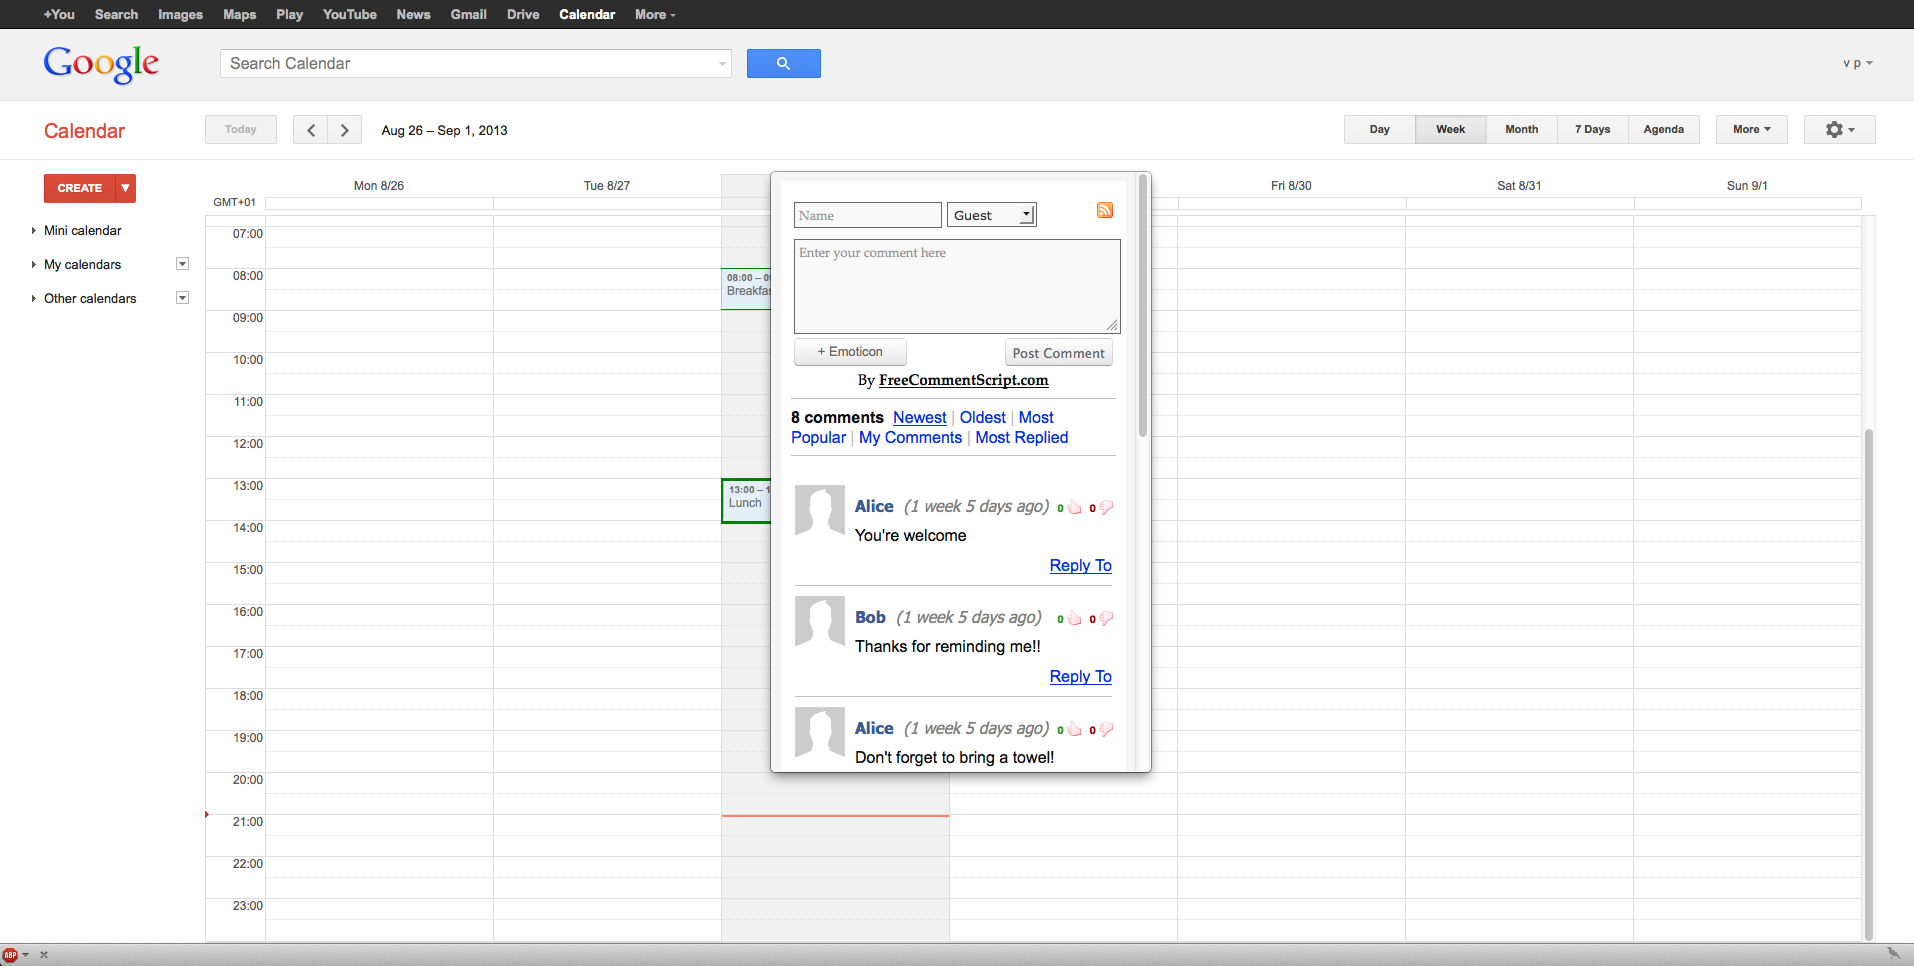 +You Search Images Maps Play YouTube News Gmail Drive Calendar More
Google Search Calendar v p
Calendar Today Aug 26 – Sep 1, 2013 Day Week Month 7 Days Agenda More
CREATE
Mini calendar
My calendars
Other calendars
Mon 8/26 Tue 8/27 Fri 8/30 Sat 8/31 Sun 9/1
GMT+01
07:00
08:00
09:00
10:00
11:00
12:00
13:00
14:00
15:00
16:00
17:00
18:00
19:00
20:00
21:00
22:00
23:00
08:00 – 0
Breakfas
13:00 – 1
Lunch
Name Guest
Enter your comment here
+ Emoticon Post Comment
By FreeCommentScript.com
8 comments Newest | Oldest | Most
Popular | My Comments | Most Replied
Alice (1 week 5 days ago) 0 0
You're welcome
Reply To
Bob (1 week 5 days ago) 0 0
Thanks for reminding me!!
Reply To
Alice (1 week 5 days ago) 0 0
Don't forget to bring a towel!
ABP